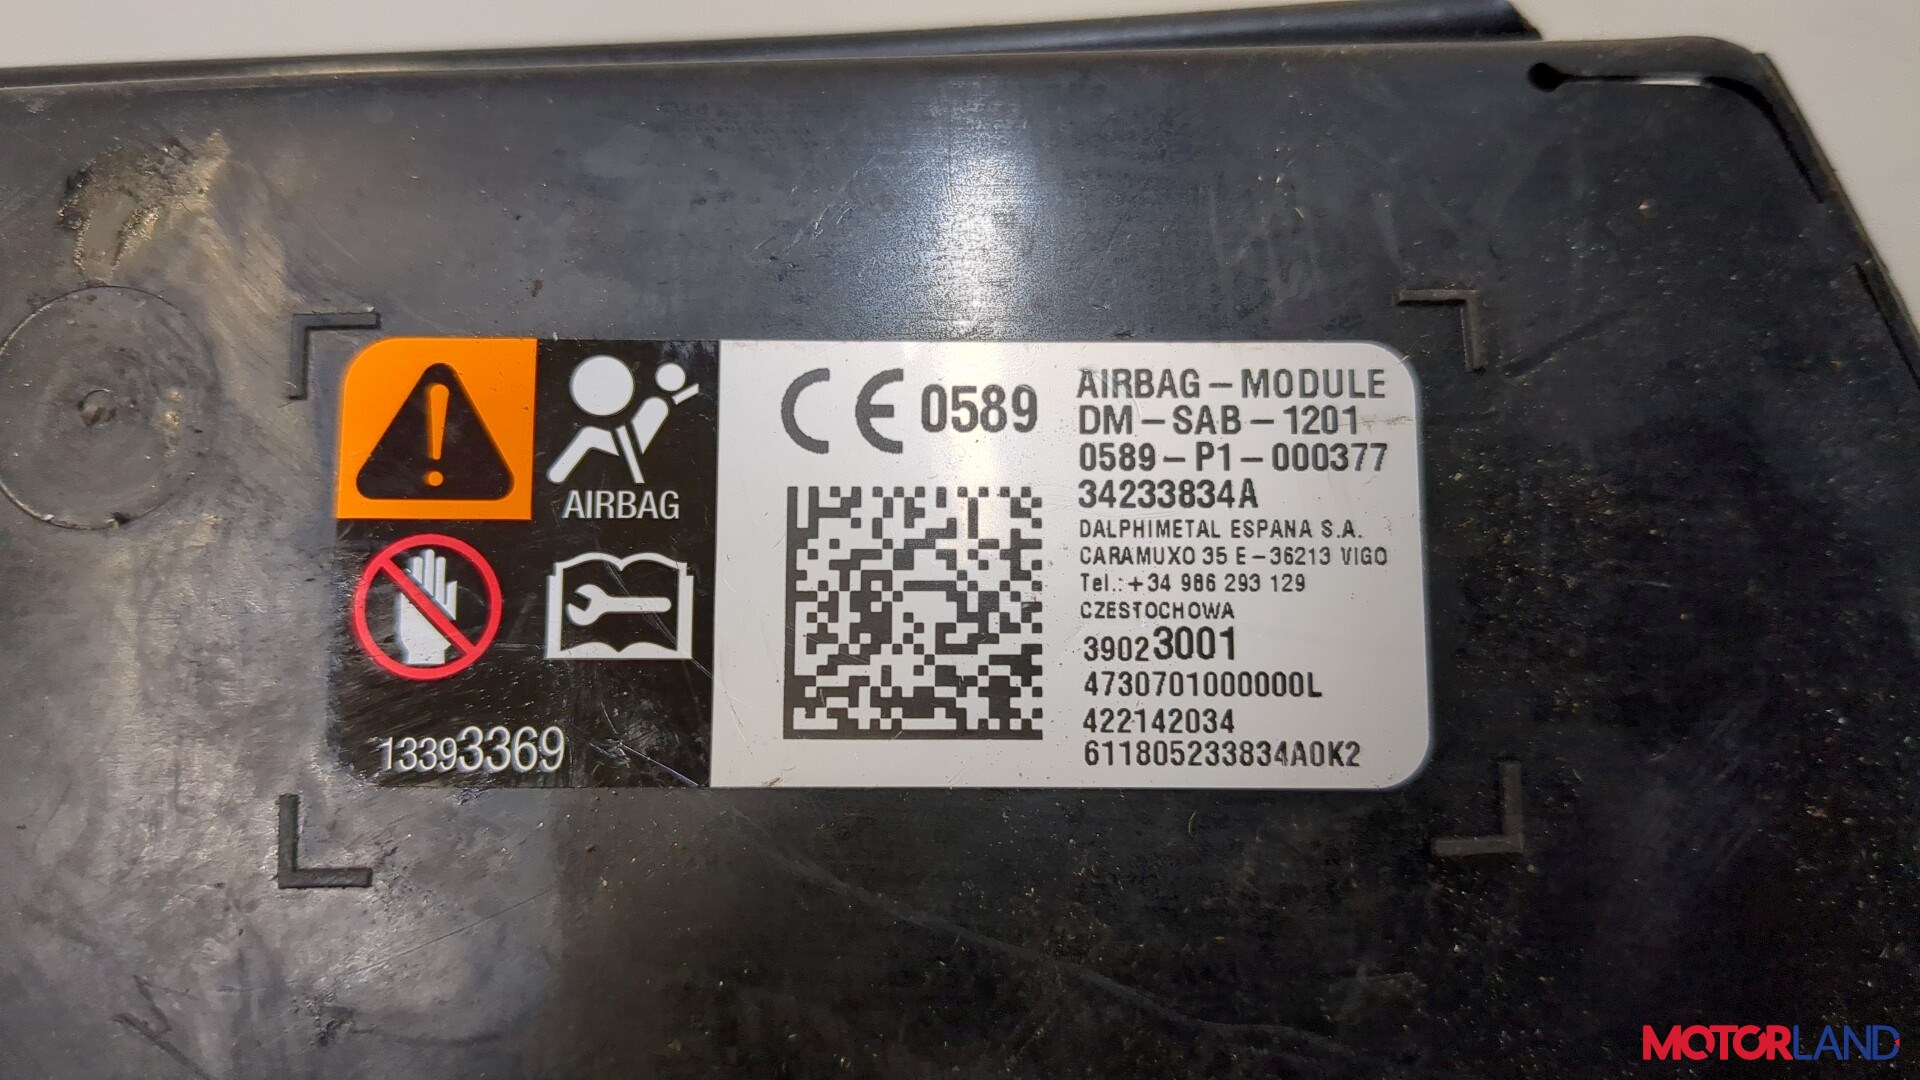 AIRBAG
13393369
CE 0589
AIRBAG-MODULE
DM-SAB-1201
0589-P1-000377
34233834A
DALPHIMETAL ESPANA S.A.
CARAMUXO 35 E-36213 VIGO
Tel.:+34 986 293 129
CZESTOCHOWA
39023001
4730701000000L
422142034
611805233834A0K2
MOTORLAND